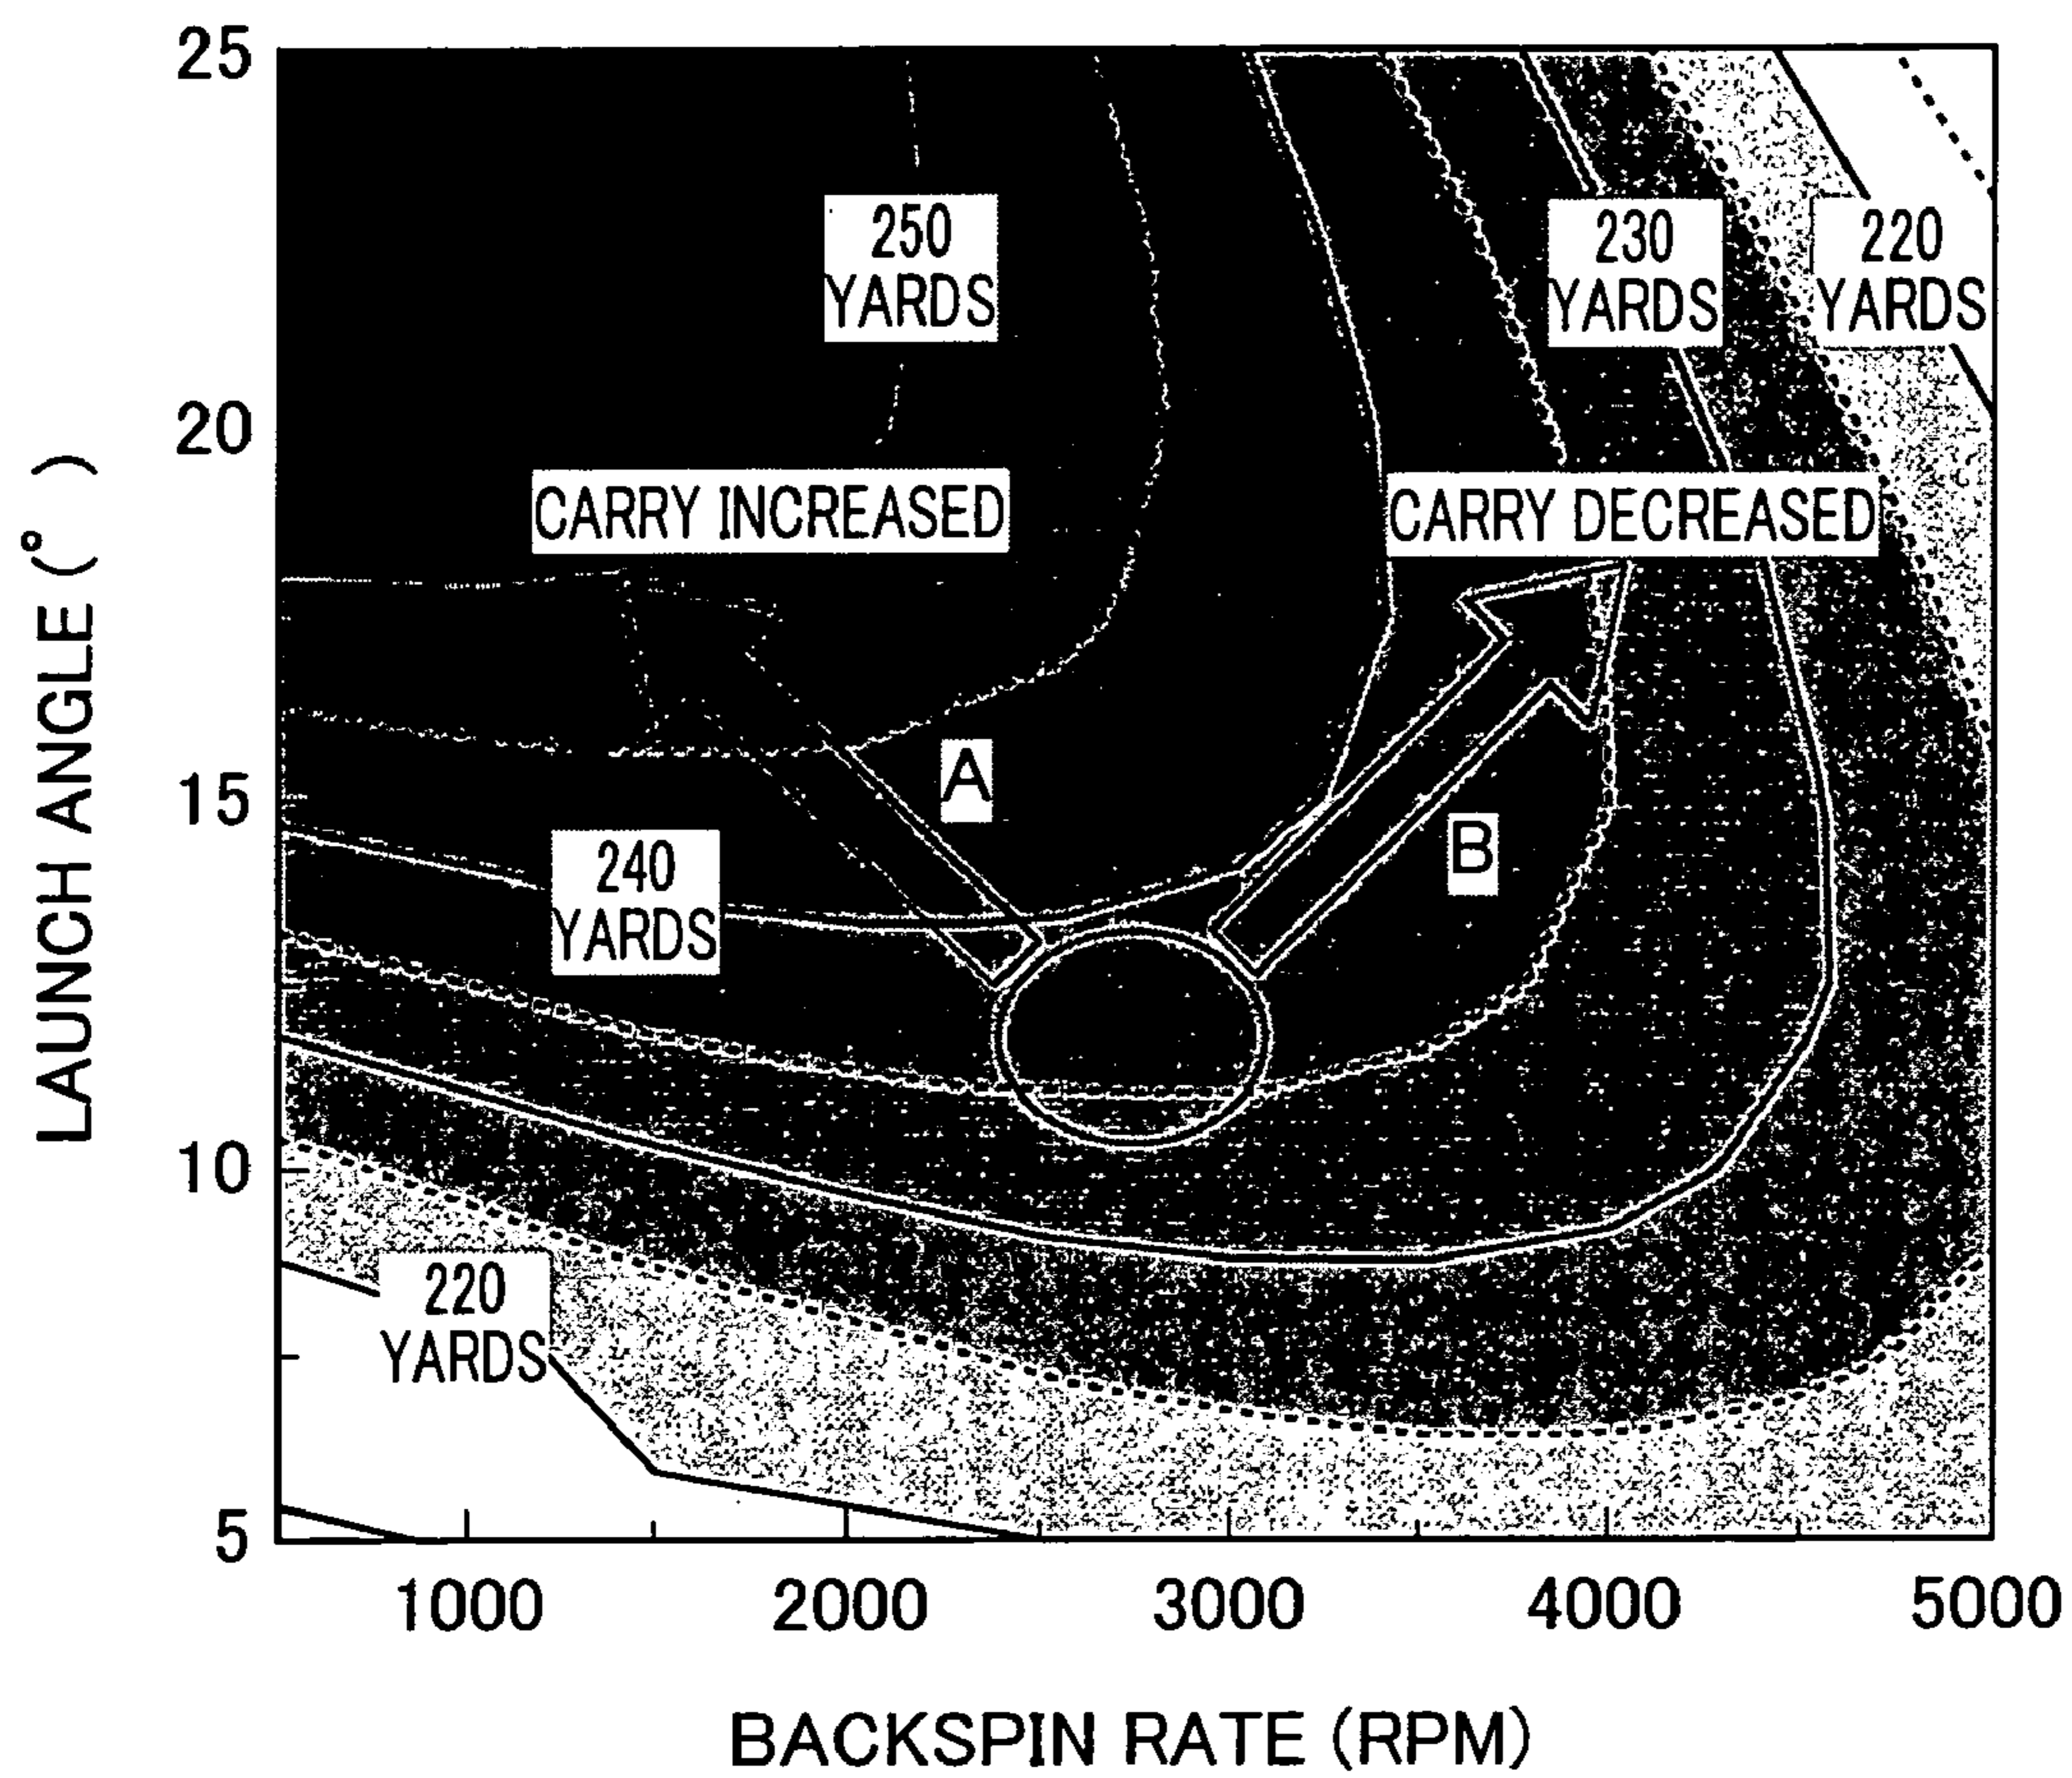 25
20
15
10
5
LAUNCH ANGLE (°)
250
YARDS
230
YARDS
220
YARDS
CARRY INCREASED
CARRY DECREASED
A
B
240
YARDS
220
YARDS
1000 2000 3000 4000 5000
BACKSPIN RATE (RPM)